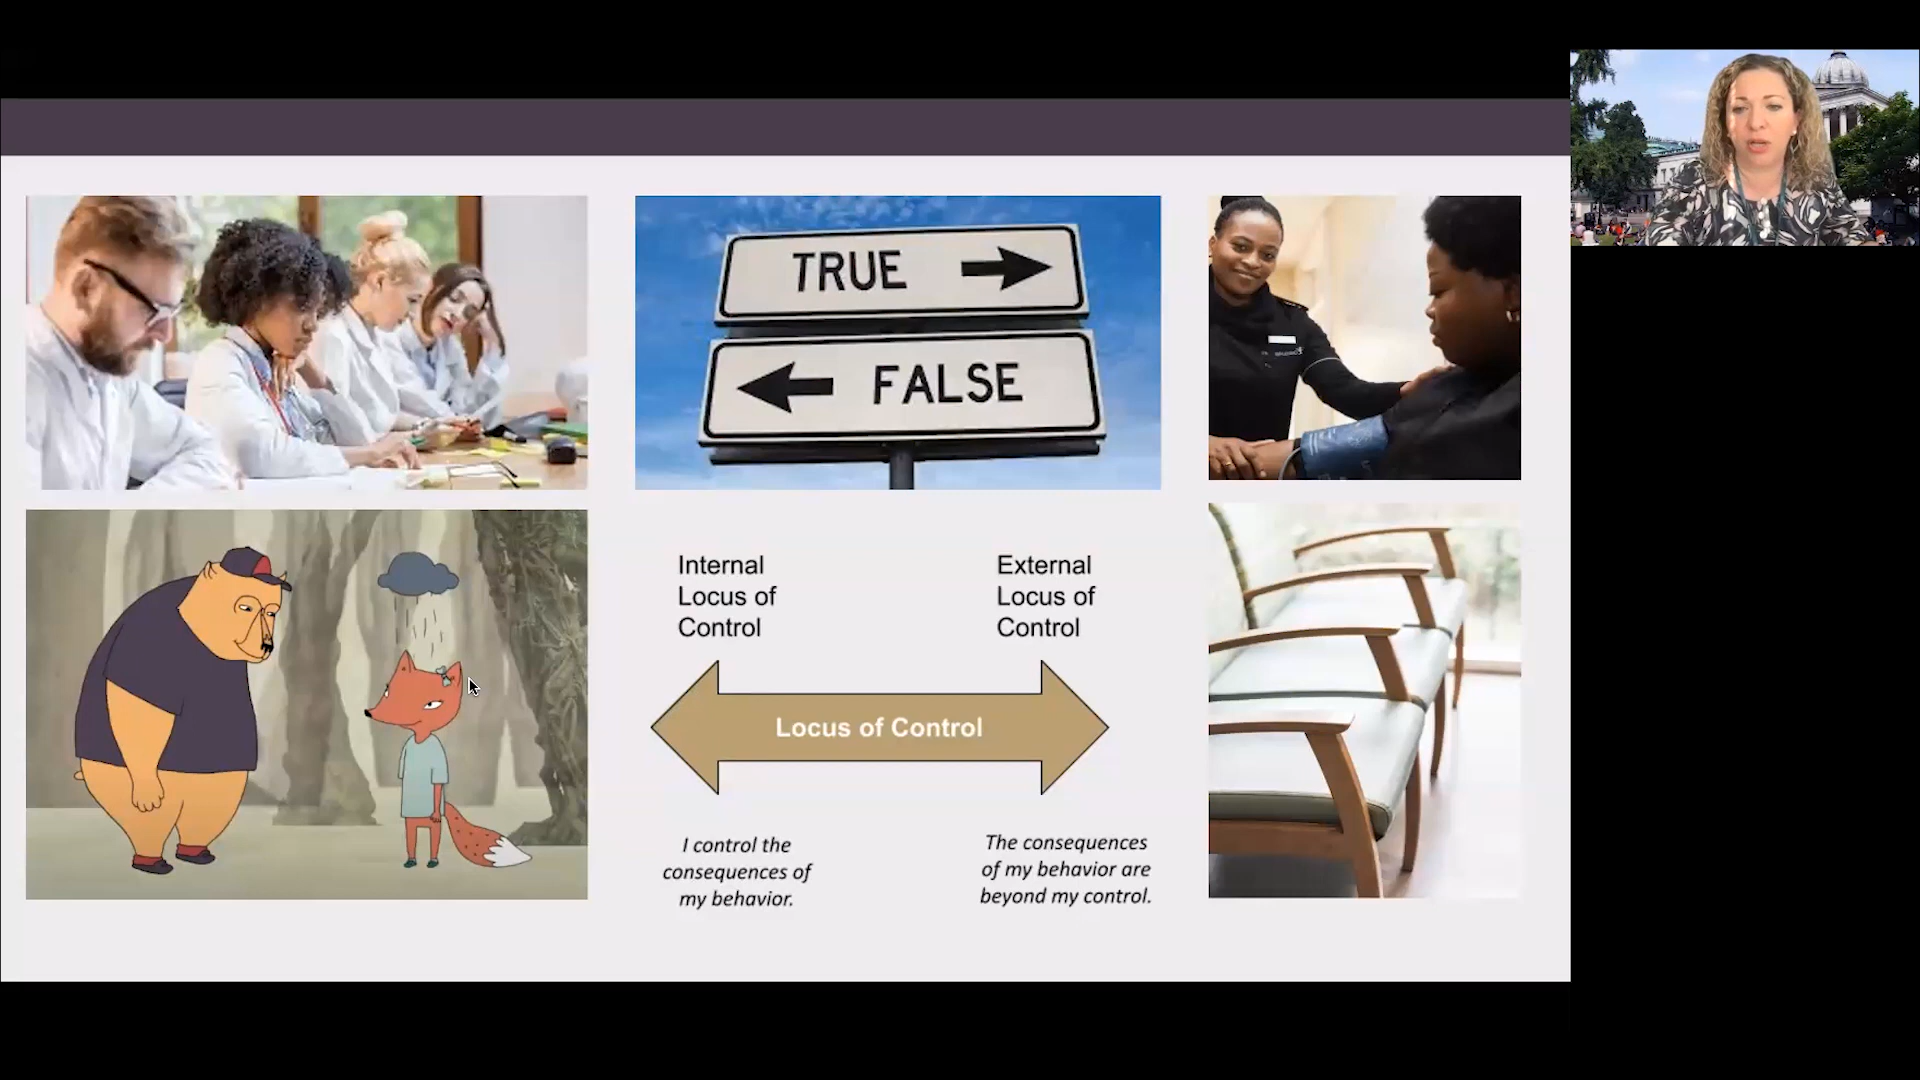 TRUE
FALSE
Internal
Locus of
Control
External
Locus of
Control
Locus of Control
I control the
consequences of
my behavior.
The consequences
of my behavior are
beyond my control.